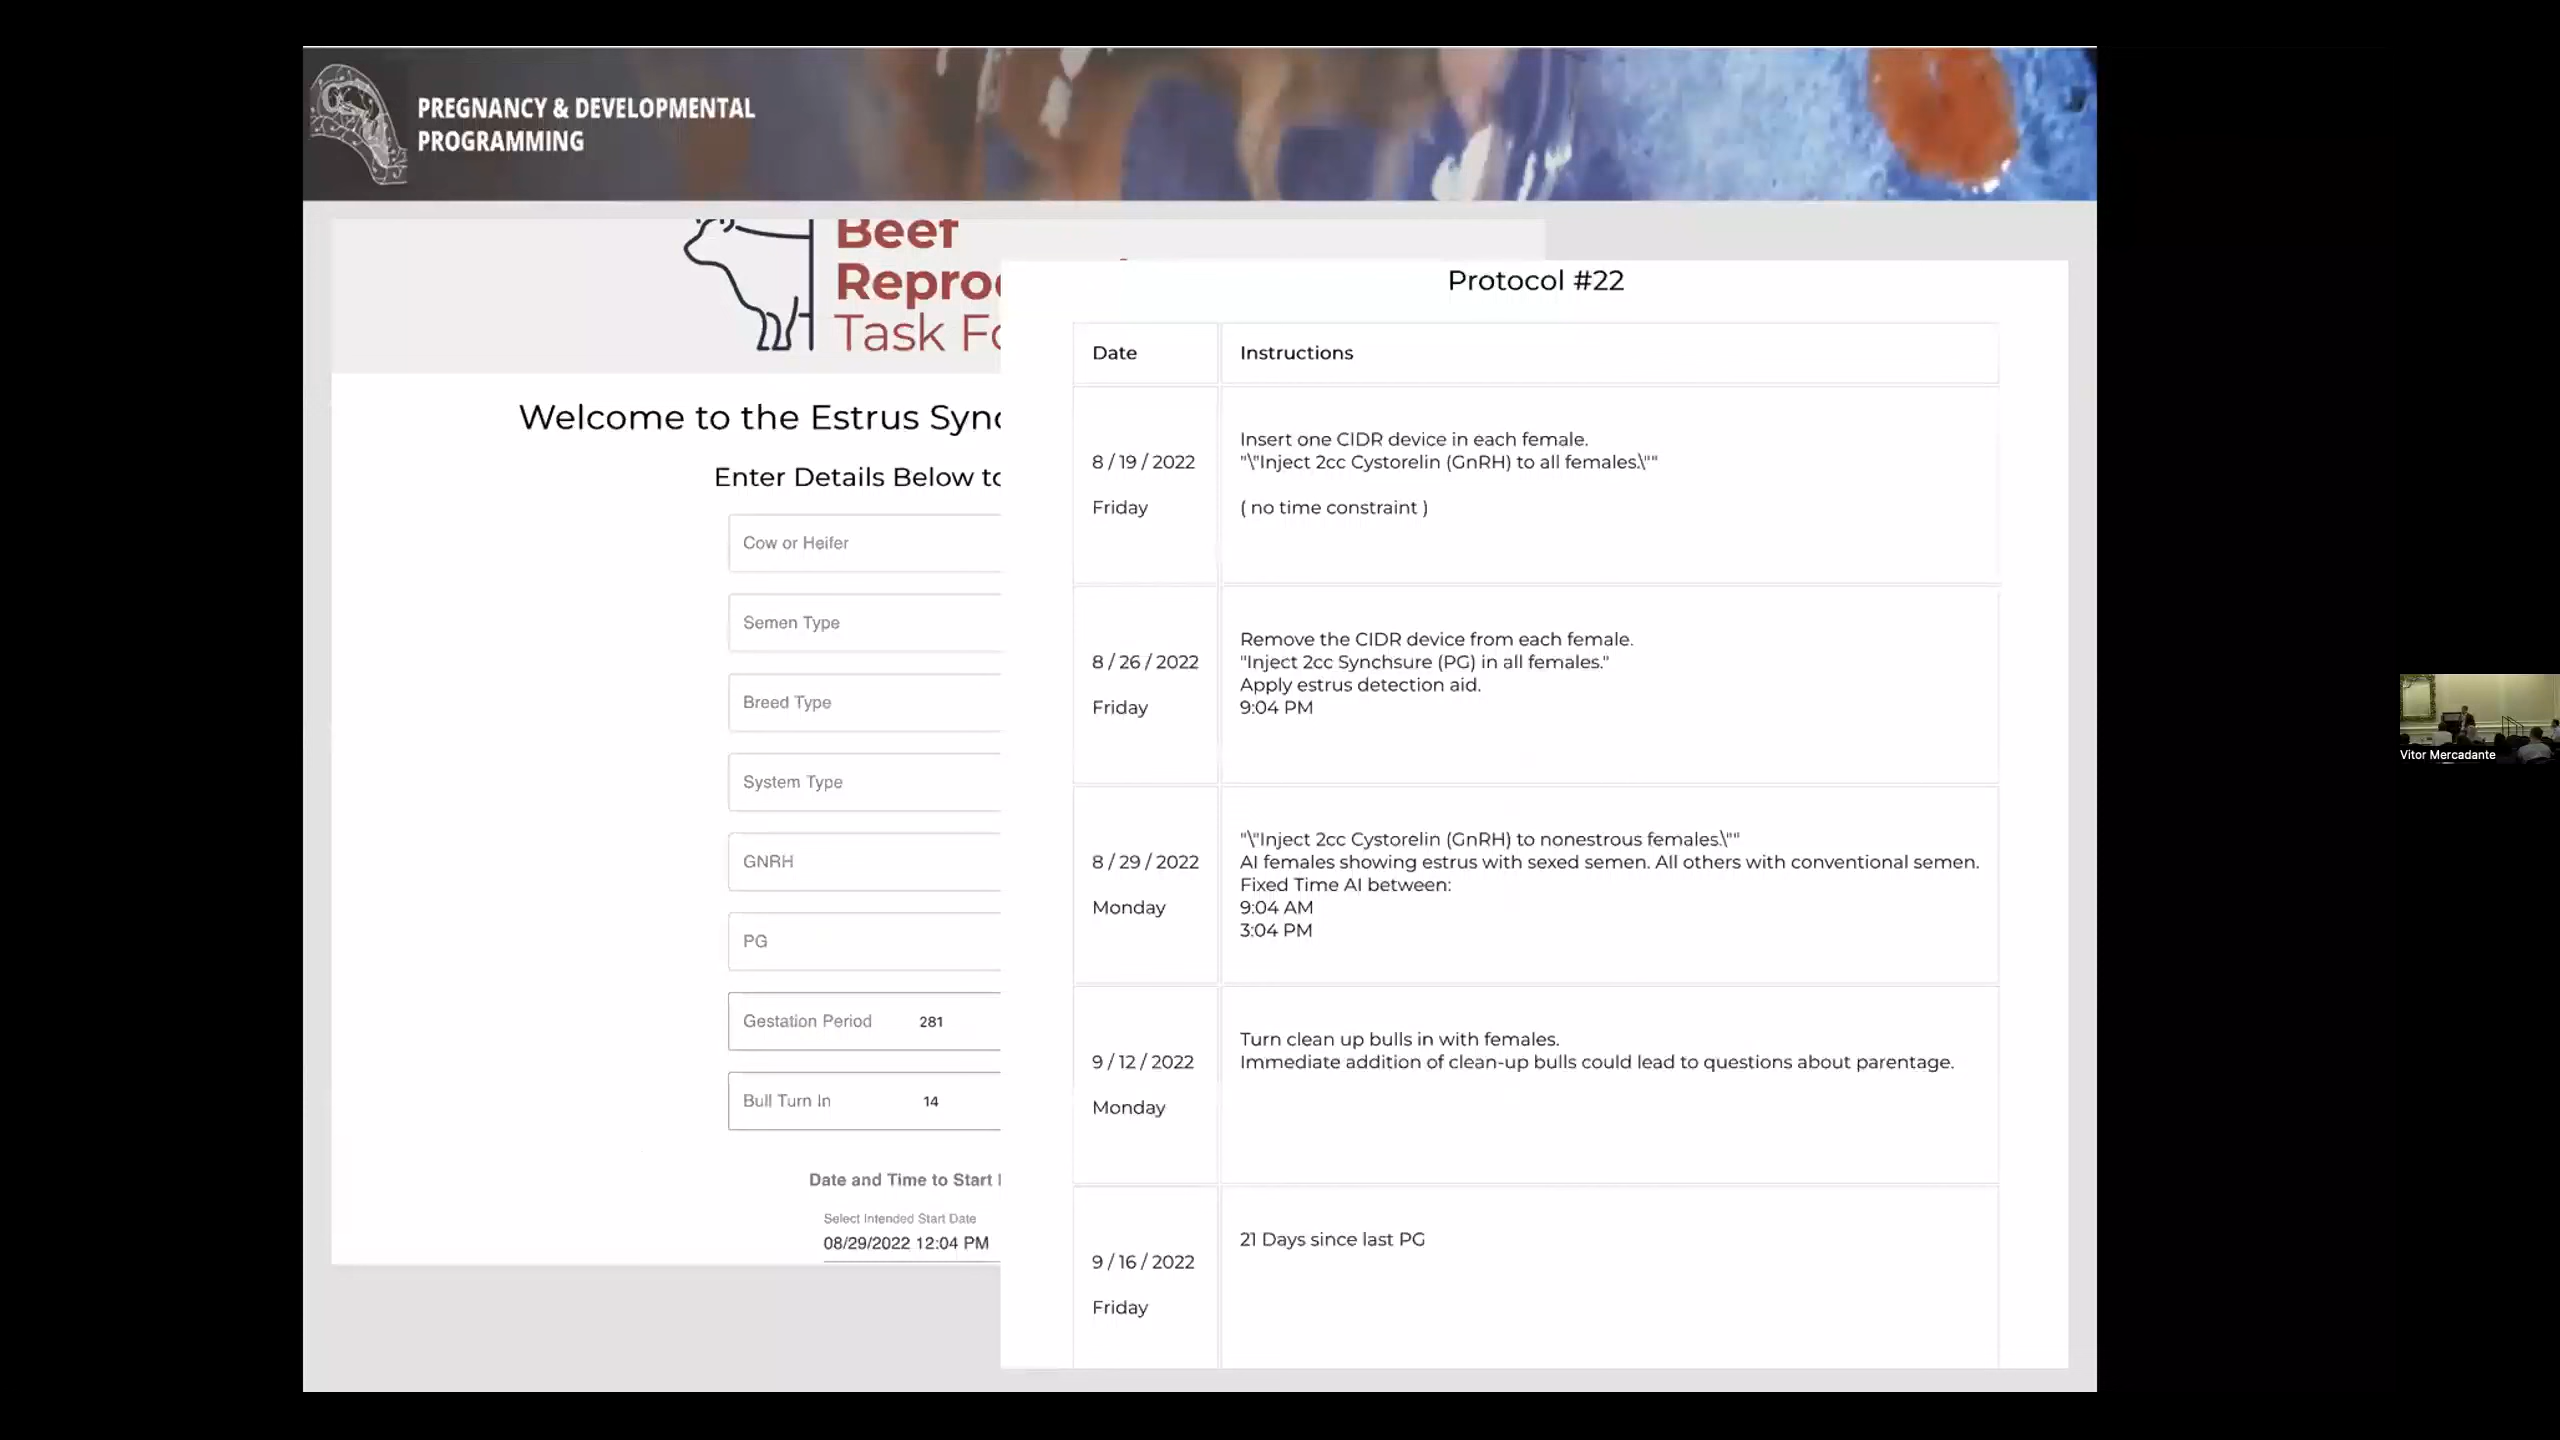 PREGNANCY & DEVELOPMENTAL
PROGRAMMING
Beef
Task
Welcome to the Estrus
Enter Details Below
Cow or Heifer
Semen Type
Breed Type
System Type
GNRH
PG
Gestation Period 281
Bull Turn In 14
Date and Time to Start
Select Intended Start Date
08/29/2022 12:04 PM
Protocol #22
Date Instructions
8 / 19 / 2022
Friday
Insert one CIDR device in each female.
"\"Inject 2cc Cystorelin (GnRH) to all females.\""
( no time constraint )
8 / 26 / 2022
Friday
Remove the CIDR device from each female.
"Inject 2cc Synchsure (PG) in all females."
Apply estrus detection aid.
9:04 PM
8 / 29 / 2022
Monday
"\"Inject 2cc Cystorelin (GnRH) to nonestrous females.\""
AI females showing estrus with sexed semen. All others with conventional semen.
Fixed Time AI between:
9:04 AM
3:04 PM
9 / 12 / 2022
Monday
Turn clean up bulls in with females.
Immediate addition of clean-up bulls could lead to questions about parentage.
9 / 16 / 2022
Friday
21 Days since last PG
Vitor Mercadante